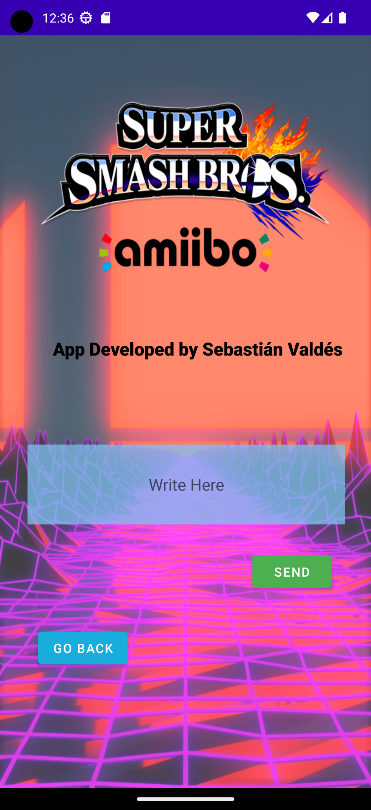 12:36
SUPER
SMASH BROS.
amiibo
App Developed by Sebastián Valdés
Write Here
SEND
GO BACK